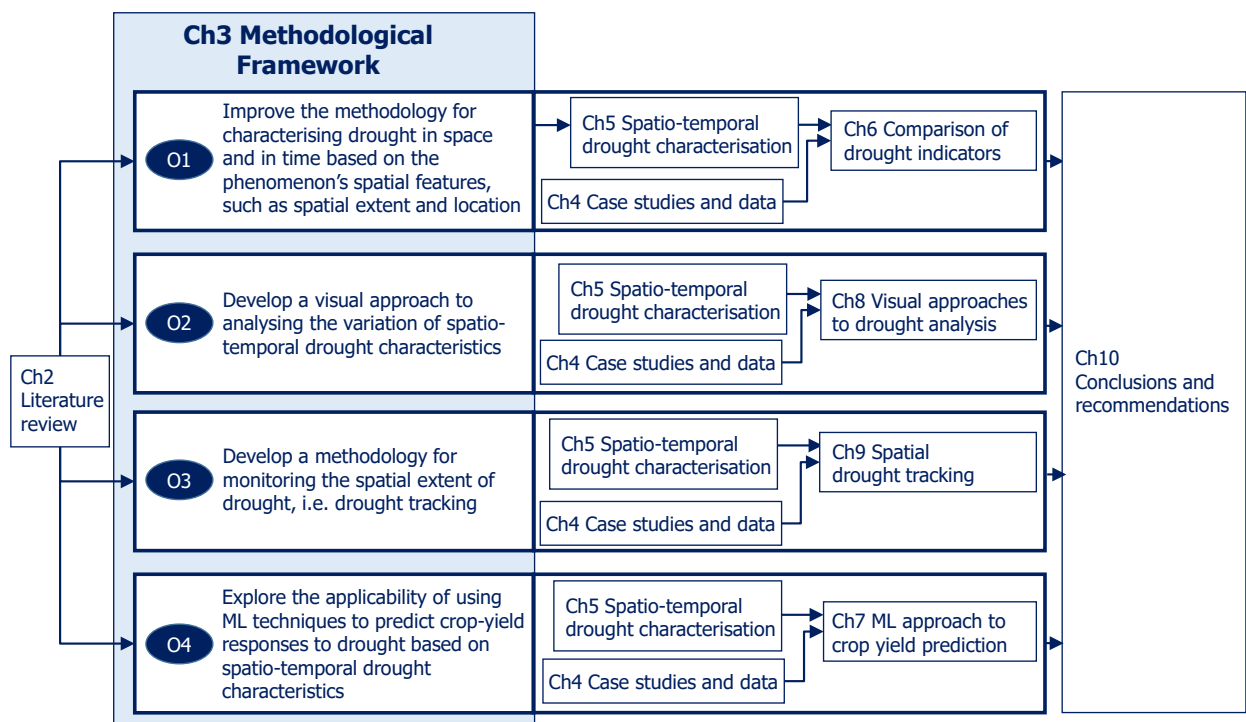 Ch3 Methodological
Framework
O1
Improve the methodology for
characterising drought in space
and in time based on the
phenomenon's spatial features,
such as spatial extent and location
Ch5 Spatio-temporal
drought characterisation
Ch4 Case studies and data
Ch6 Comparison of
drought indicators
O2
Develop a visual approach to
analysing the variation of spatio-
temporal drought characteristics
Ch5 Spatio-temporal
drought characterisation
Ch4 Case studies and data
Ch8 Visual approaches
to drought analysis
Ch2
Literature
review
Ch10
Conclusions and
recommendations
O3
Develop a methodology for
monitoring the spatial extent of
drought, i.e. drought tracking
Ch5 Spatio-temporal
drought characterisation
Ch4 Case studies and data
Ch9 Spatial
drought tracking
O4
Explore the applicability of using
ML techniques to predict crop-yield
responses to drought based on
spatio-temporal drought
characteristics
Ch5 Spatio-temporal
drought characterisation
Ch4 Case studies and data
Ch7 ML approach to
crop yield prediction